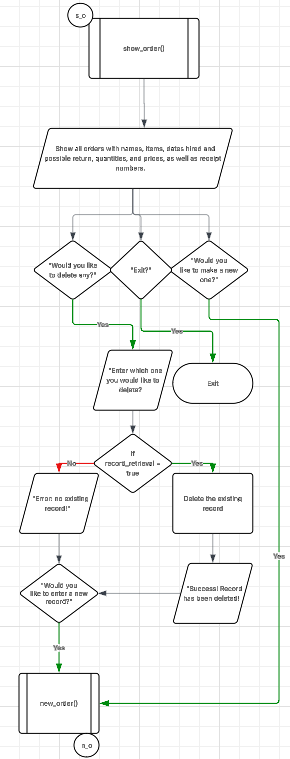 s_o
show_order()
Show all orders with names, items, dates hired and
possible return, quantities, and prices, as well as receipt
numbers.
"Would you like
to delete any?"
"Exit?"
"Would you
like to make a new
one?"
Yes
Yes
"Enter which one
you would like to
delete?
Exit
If
record_retrieval =
true
No
Yes
"Error: no existing
record!"
Delete the existing
record
"Would you
like to enter a new
record?"
"Success! Record
has been deleted!
Yes
Yes
new_order()
n_o